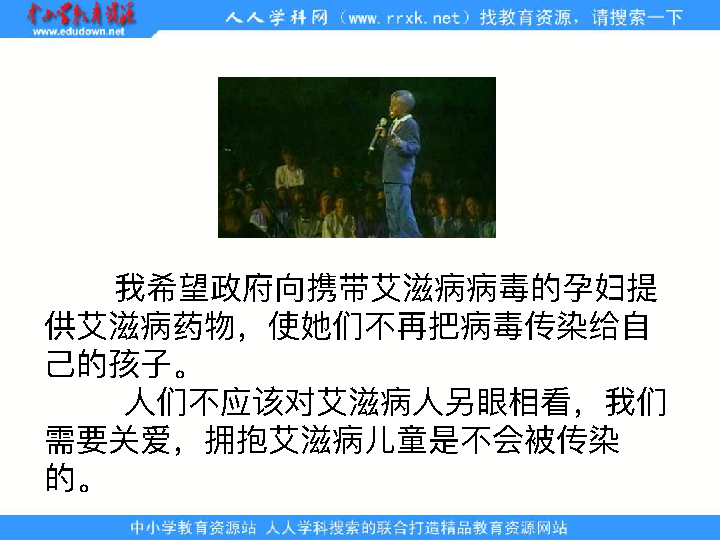 中小学教育资源
www.edudown.net
人人学科网（www.rrxk.net）找教育资源，请搜索一下
我希望政府向携带艾滋病病毒的孕妇提
供艾滋病药物，使她们不再把病毒传染给自
己的孩子。
人们不应该对艾滋病人另眼相看，我们
需要关爱，拥抱艾滋病儿童是不会被传染
的。
中小学教育资源站 人人学科搜索的联合打造精品教育资源网站